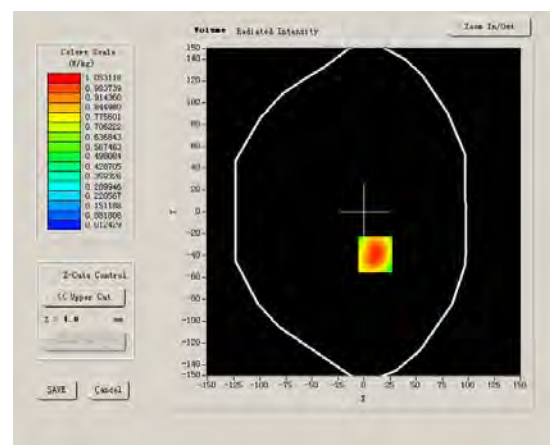 Volume Radiated Intensity
Zoom In/Out
Colors Scale
(W/kg)
1.053118
0.983739
0.914360
0.844980
0.775601
0.706222
0.636843
0.567463
0.498084
0.428705
0.359326
0.289946
0.220567
0.151188
0.081808
0.012429
Z-Cuts Control
<< Upper Cut
Z = 4.0 mm
SAVE
Cancel
150
140
120
100
80
60
40
20
0
-20
-40
-60
-80
-100
-120
-140
-150
Y
-150 -125 -100 -75 -50 -25 0 25 50 75 100 125 150
X